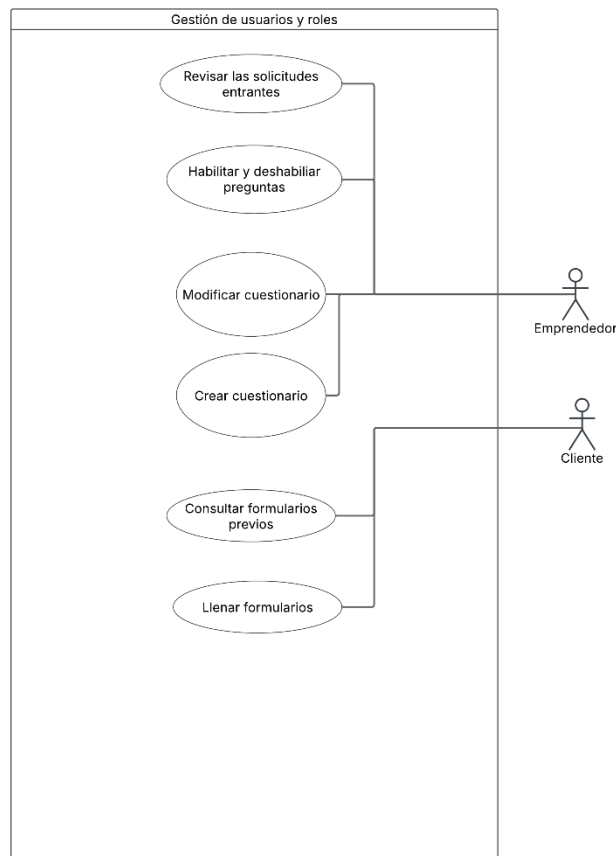 Gestión de usuarios y roles
Revisar las solicitudes
entrantes
Habilitar y deshabiliar
preguntas
Modificar cuestionario
Emprendedor
Crear cuestionario
Cliente
Consultar formularios
previos
Llenar formularios